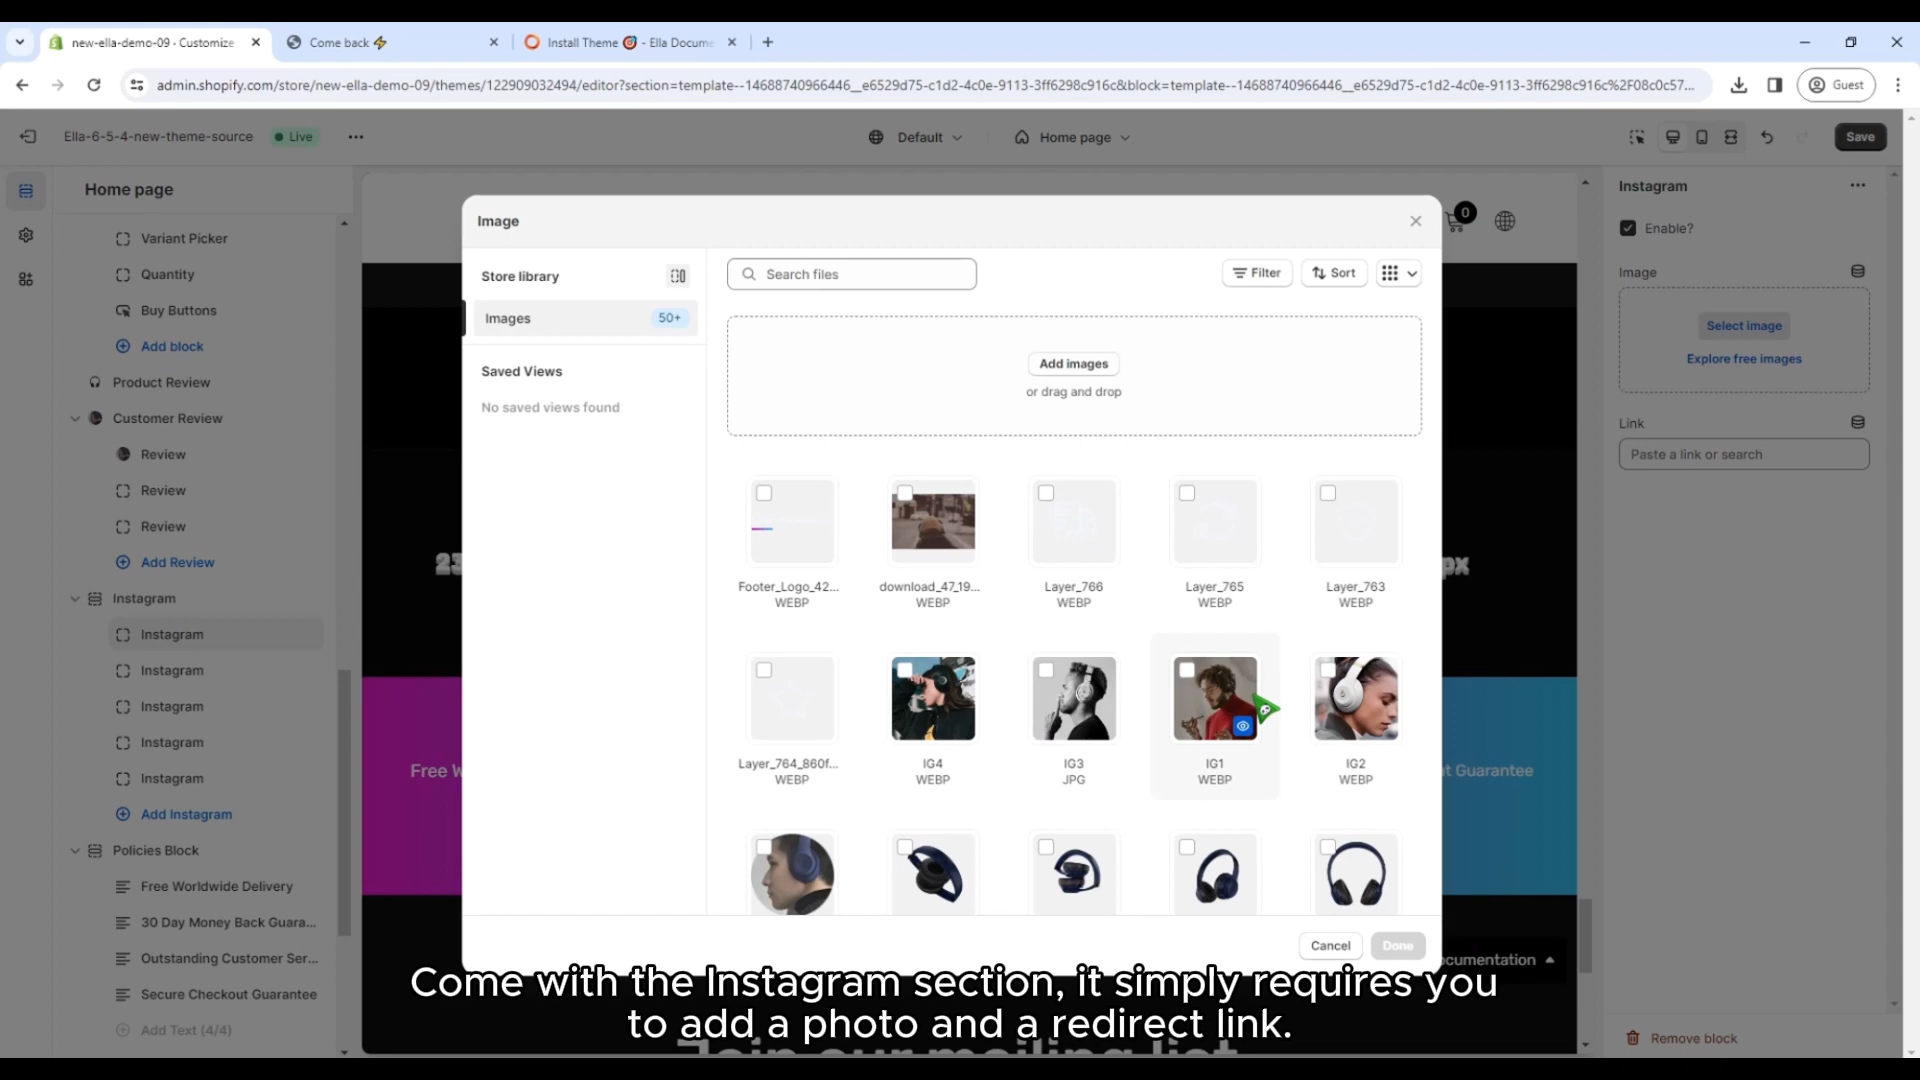 new-ella-demo-09 - Customize
Come back ⚡
Install Theme 🎯 - Ella Docume
admin.shopify.com/store/new-ella-demo-09/themes/122909032494/editor?section=template--14688740966446__e6529d75-c1d2-4c0e-9113-3ff6298c916c&block=template--14688740966446__e6529d75-c1d2-4c0e-9113-3ff6298c916c%2F08c0c57...
Guest
Ella-6-5-4-new-theme-source
Live
Default
Home page
Save
Home page
Variant Picker
Quantity
Buy Buttons
Add block
Product Review
Customer Review
Review
Review
Review
Add Review
Instagram
Instagram
Instagram
Instagram
Instagram
Instagram
Add Instagram
Policies Block
Free Worldwide Delivery
30 Day Money Back Guara...
Outstanding Customer Ser...
Secure Checkout Guarantee
Add Text (4/4)
0
23
px
Free W
t Guarantee
ocumentation
Join our mailing list
Image
Store library
Images
50+
Saved Views
No saved views found
Search files
Filter
Sort
Add images
or drag and drop
Footer_Logo_42...
WEBP
download_47_19...
WEBP
Layer_766
WEBP
Layer_765
WEBP
Layer_763
WEBP
Layer_764_860f...
WEBP
IG4
WEBP
IG3
JPG
IG1
WEBP
IG2
WEBP
Cancel
Done
Instagram
Enable?
Image
Select image
Explore free images
Link
Paste a link or search
Remove block
Come with the Instagram section, it simply requires you
to add a photo and a redirect link.